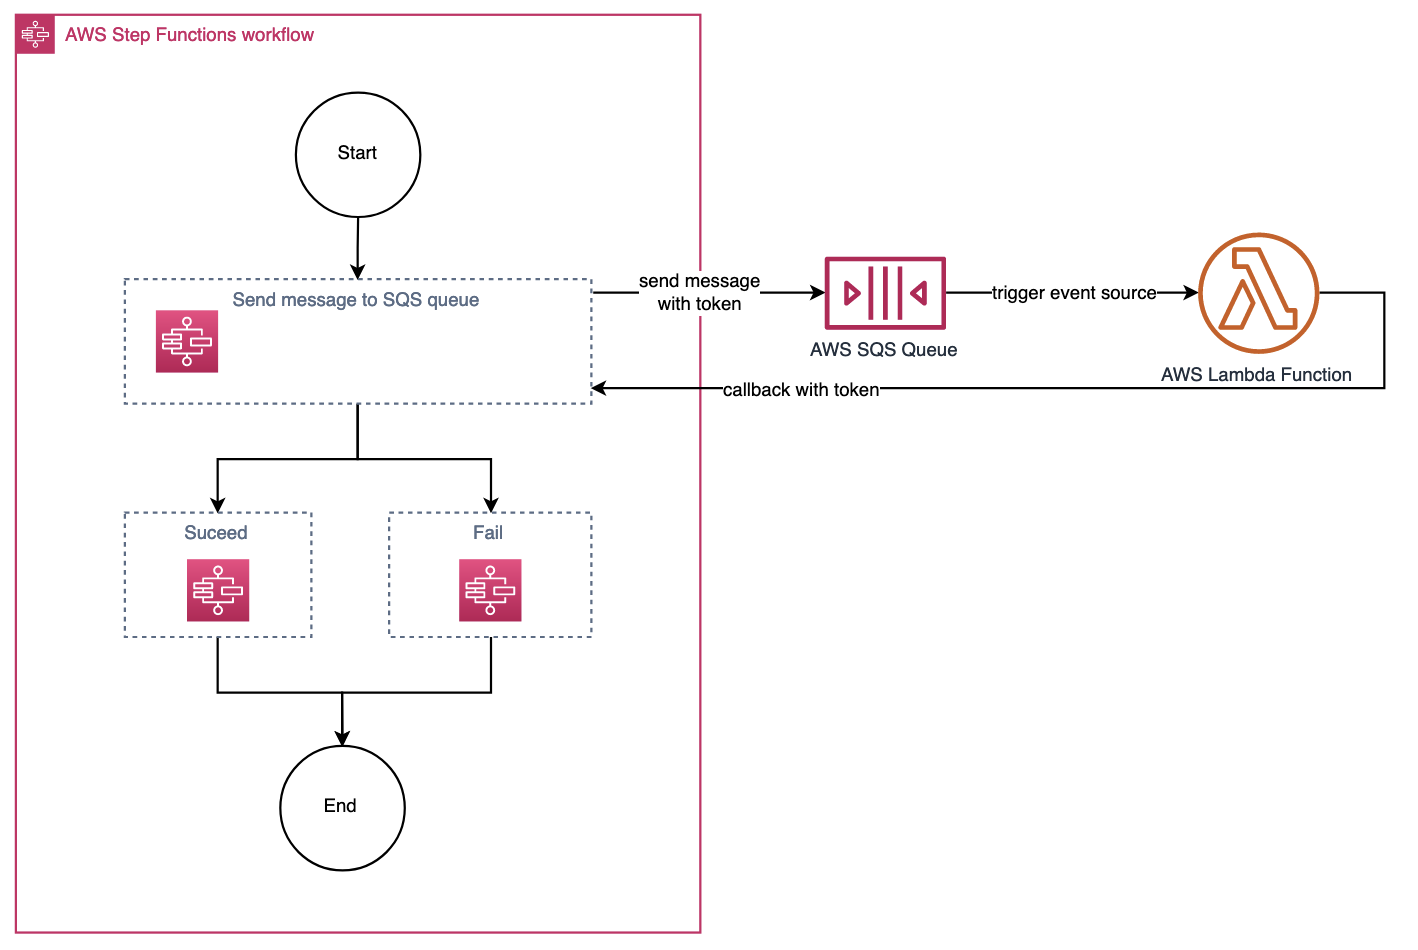 AWS Step Functions workflow
Start
Send message to SQS queue
send message
with token
trigger event source
AWS SQS Queue
AWS Lambda Function
callback with token
Suceed
Fail
End